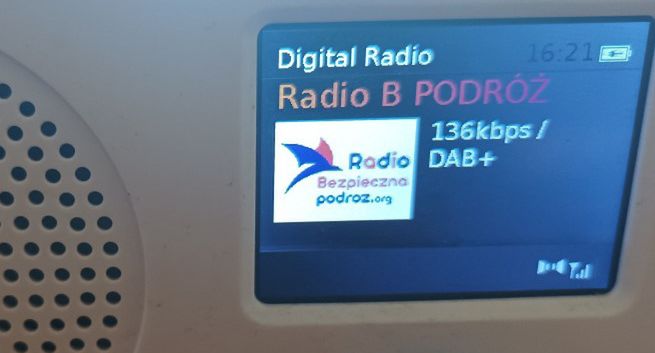 Digital Radio 16:21
Radio B PODRÓŻ
136kbps /
DAB+
Radio
Bezpieczna
podroz.org